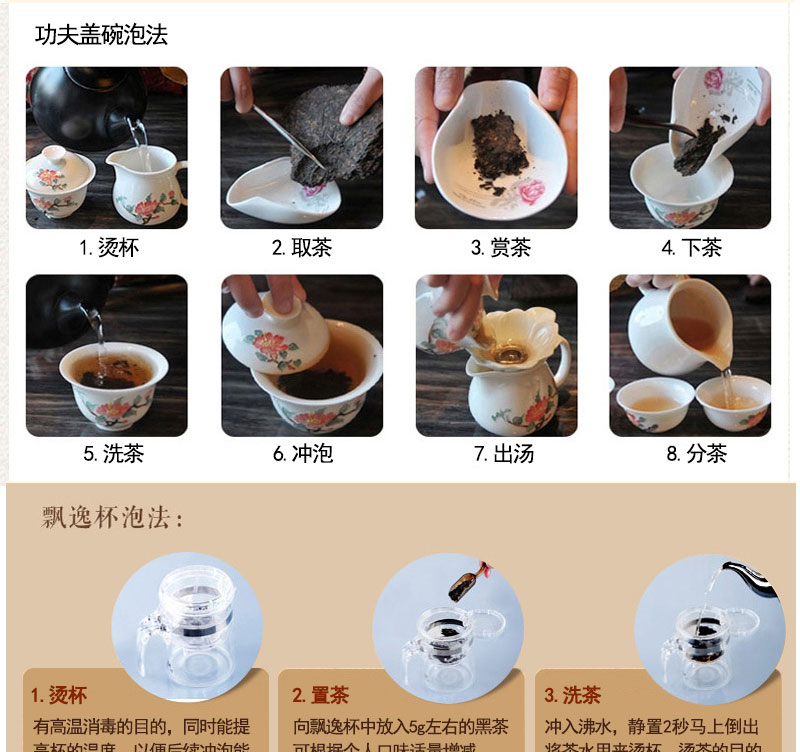 功夫盖碗泡法
1.烫杯
2.取茶
3.赏茶
4.下茶
5.洗茶
6.冲泡
7.出汤
8.分茶
飘逸杯泡法:
1.烫杯
2.置茶
3.洗茶
有高温消毒的目的，同时能提
向飘逸杯中放入5g左右的黑茶
冲入沸水，静置2秒马上倒出
高杯的温度，以便后续冲泡能
可根据个人口味适量增减
将茶水用来烫杯，烫茶的目的